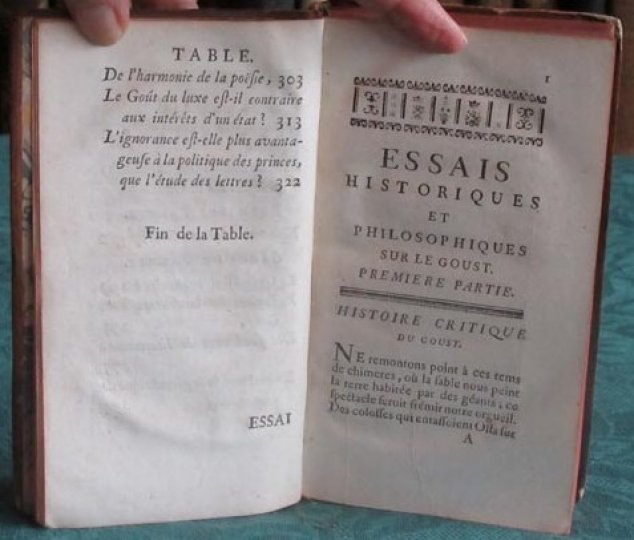 TABLE.
De l'harmonie de la poësie, 303
Le Goût du luxe eſt-il contraire
aux intérêts d'un état? 313
L'ignorance eſt-elle plus avanta-
geuſe à la politique des princes,
que l'étude des lettres? 322
Fin de la Table.
ESSAI
1
ESSAIS
HISTORIQUES
ET
PHILOSOPHIQUES
SUR LE GOUST.
PREMIERE PARTIE.
HISTOIRE CRITIQUE
DU GOUST.
NE remontons point à ces tems
de chimeres, où la fable nous peint
la terre habitée par des géants; ce
ſpectacle feroit frémir notre orgueil.
Des coloſſes qui entaſſoient Oſſa ſur
A